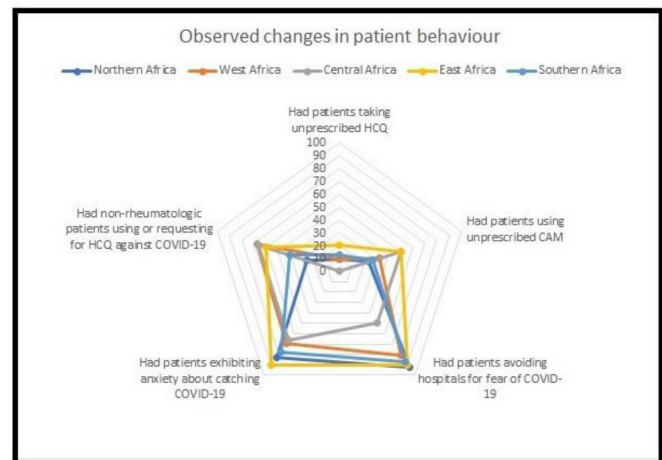 Observed changes in patient behaviour
Northern Africa West Africa Central Africa East Africa Southern Africa
Had patients taking
unprescribed HCQ
100
90
80
70
60
50
40
30
20
10
0
Had patients using
unprescribed CAM
Had patients avoiding
hospitals for fear of COVID-
19
Had patients exhibiting
anxiety about catching
COVID-19
Had non-rheumatologic
patients using or requesting
for HCQ against COVID-19